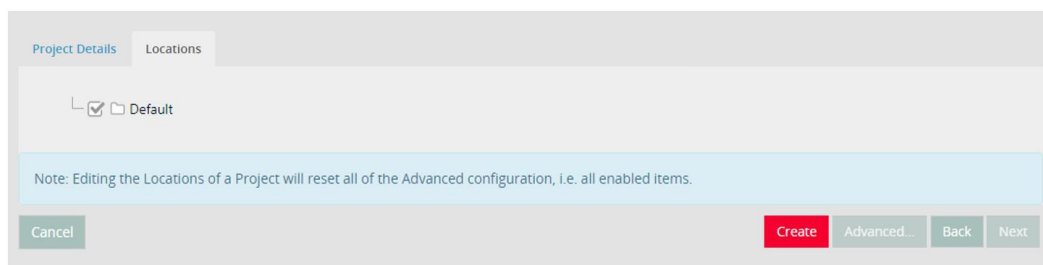 Project Details Locations
Default
Note: Editing the Locations of a Project will reset all of the Advanced configuration, i.e. all enabled items.
Cancel Create Advanced... Back Next